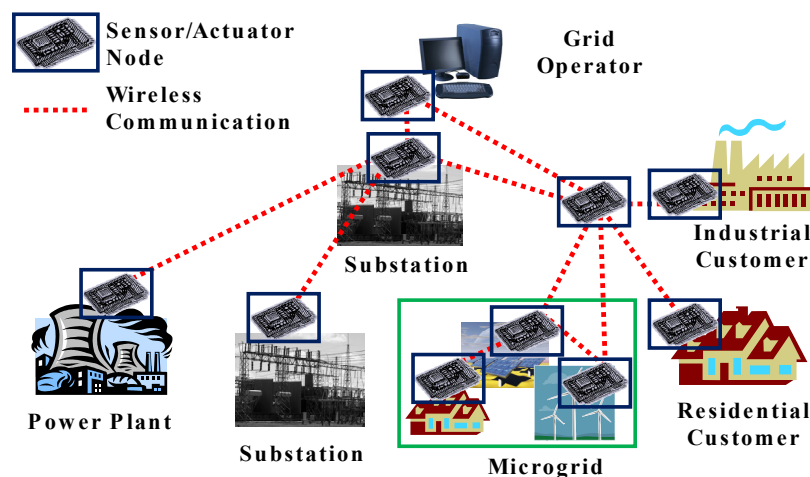 Sensor/Actuator
Node
Wireless
Communication
Grid
Operator
Substation
Industrial
Customer
Power Plant
Substation
Microgrid
Residential
Customer